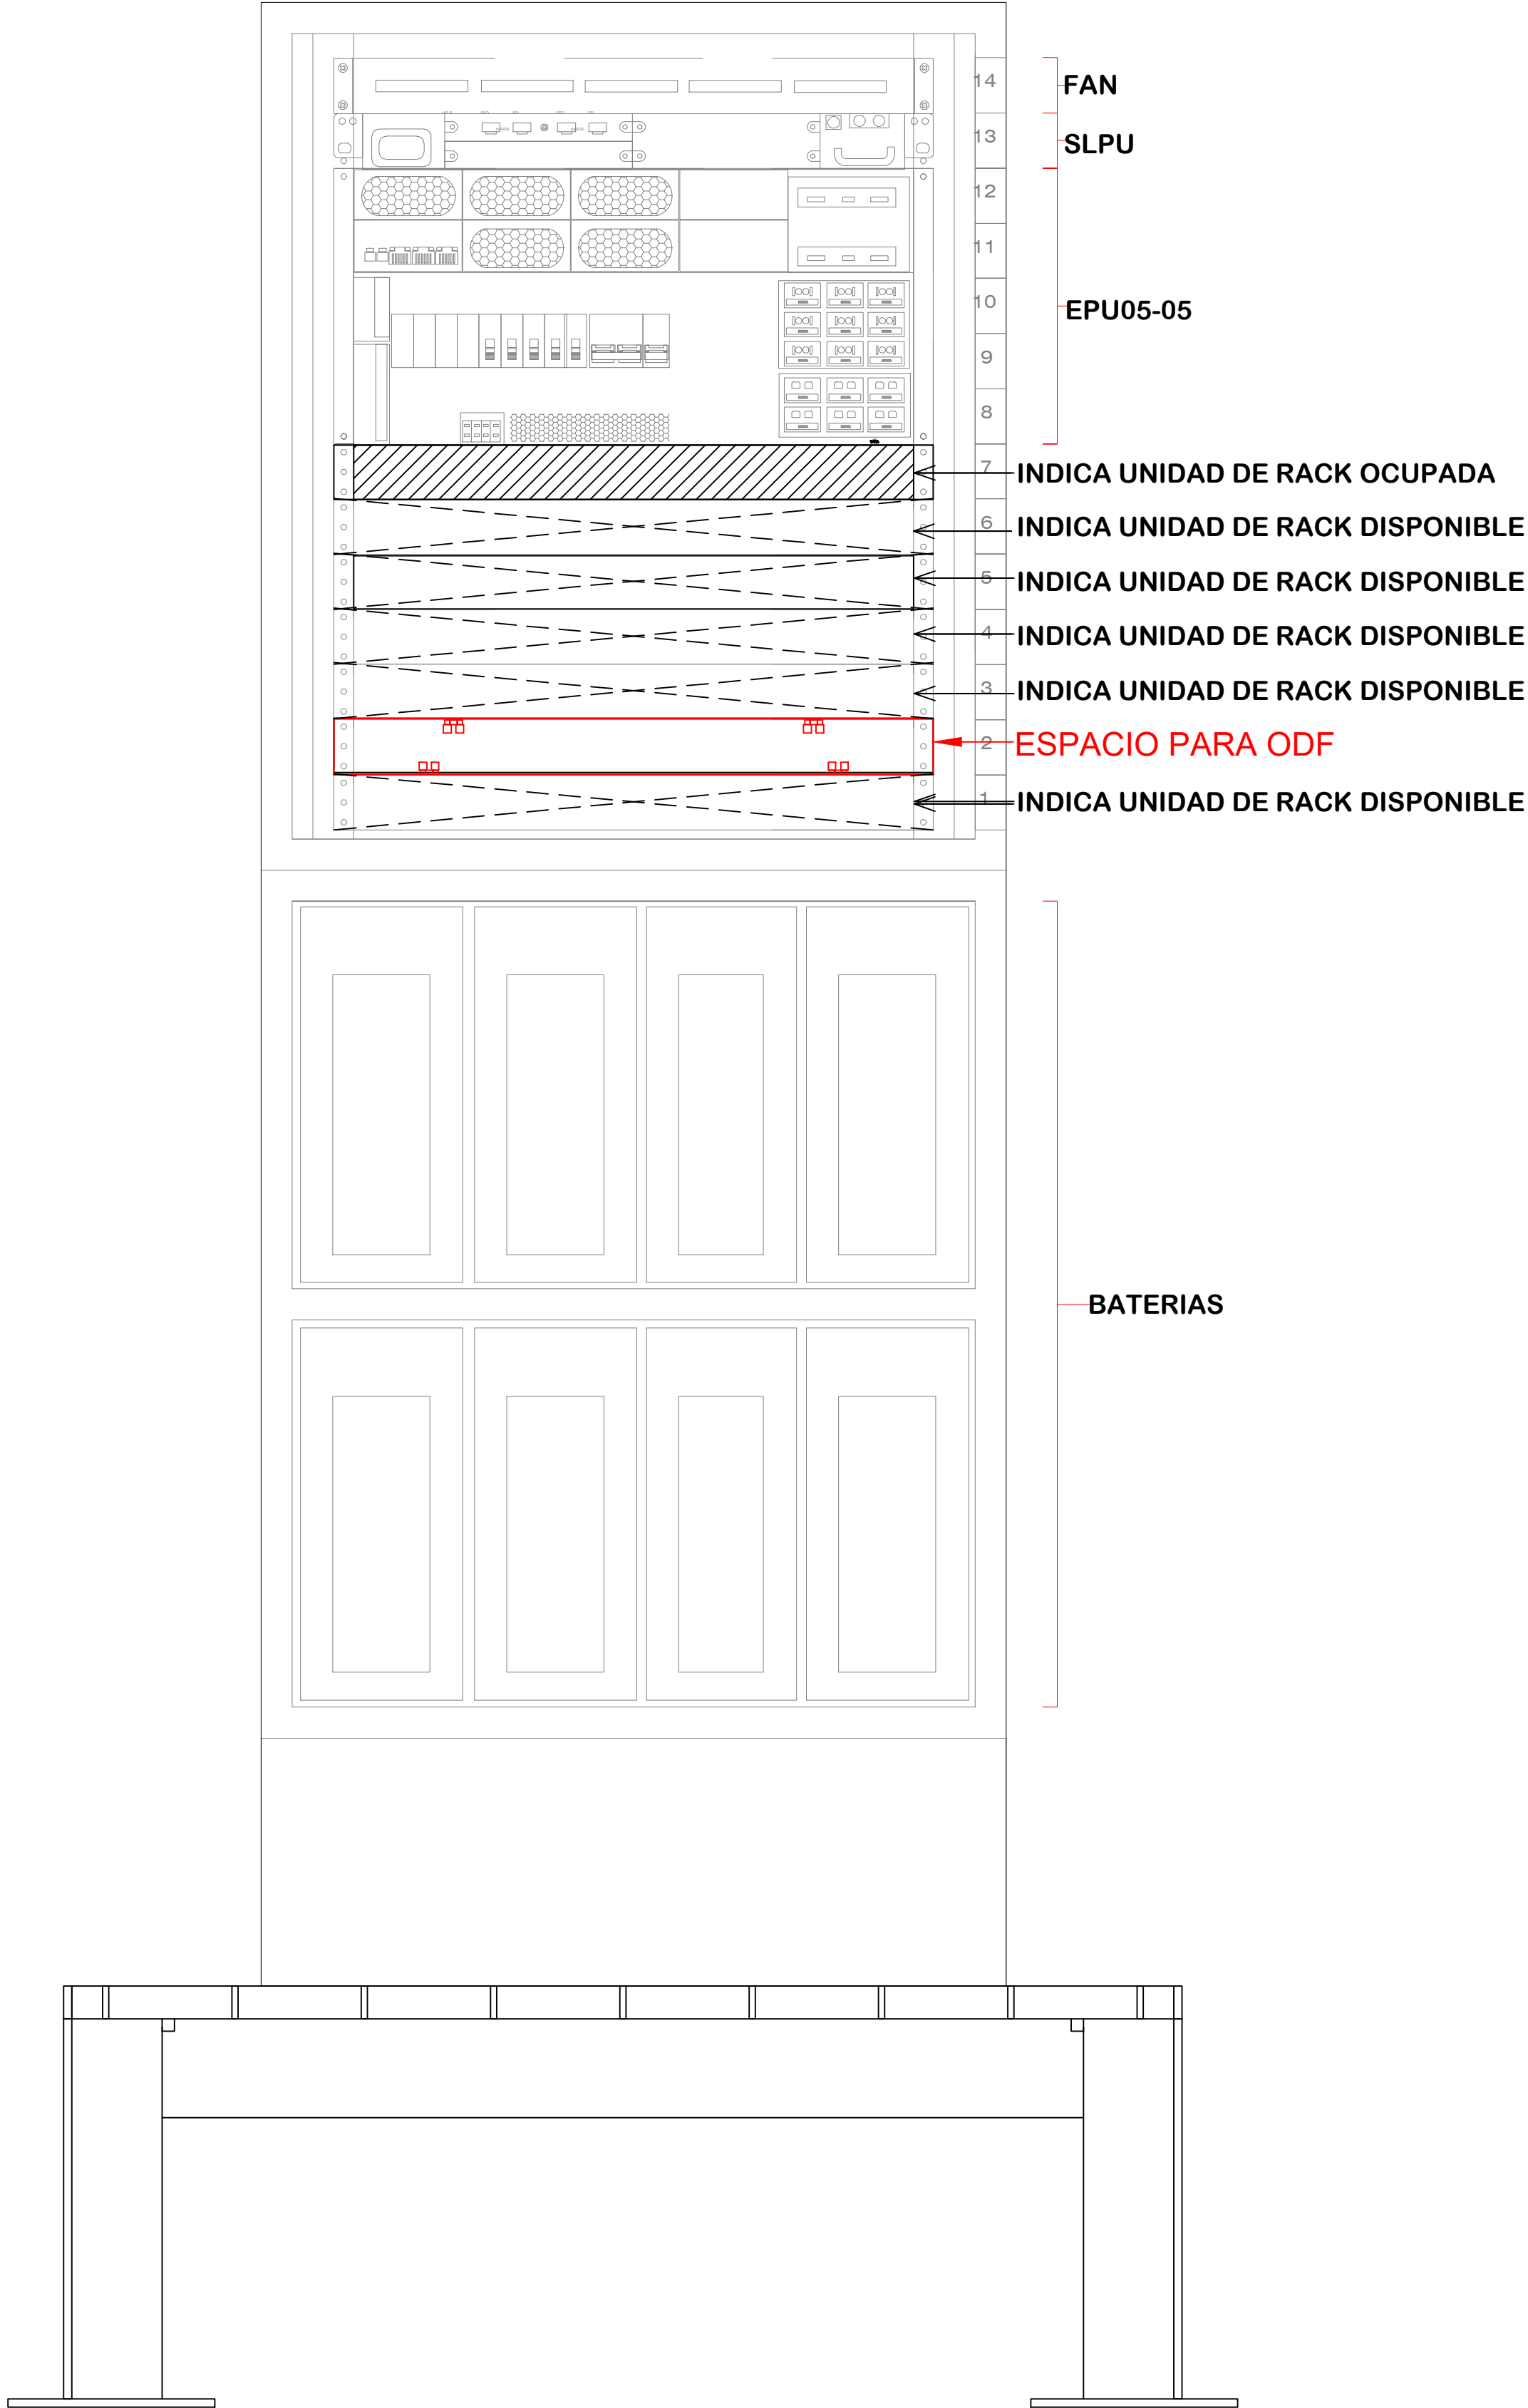 14
FAN
13
SLPU
12
11
10
EPU05-05
9
8
7
INDICA UNIDAD DE RACK OCUPADA
6
INDICA UNIDAD DE RACK DISPONIBLE
5
INDICA UNIDAD DE RACK DISPONIBLE
4
INDICA UNIDAD DE RACK DISPONIBLE
3
INDICA UNIDAD DE RACK DISPONIBLE
2
ESPACIO PARA ODF
1
INDICA UNIDAD DE RACK DISPONIBLE
BATERIAS